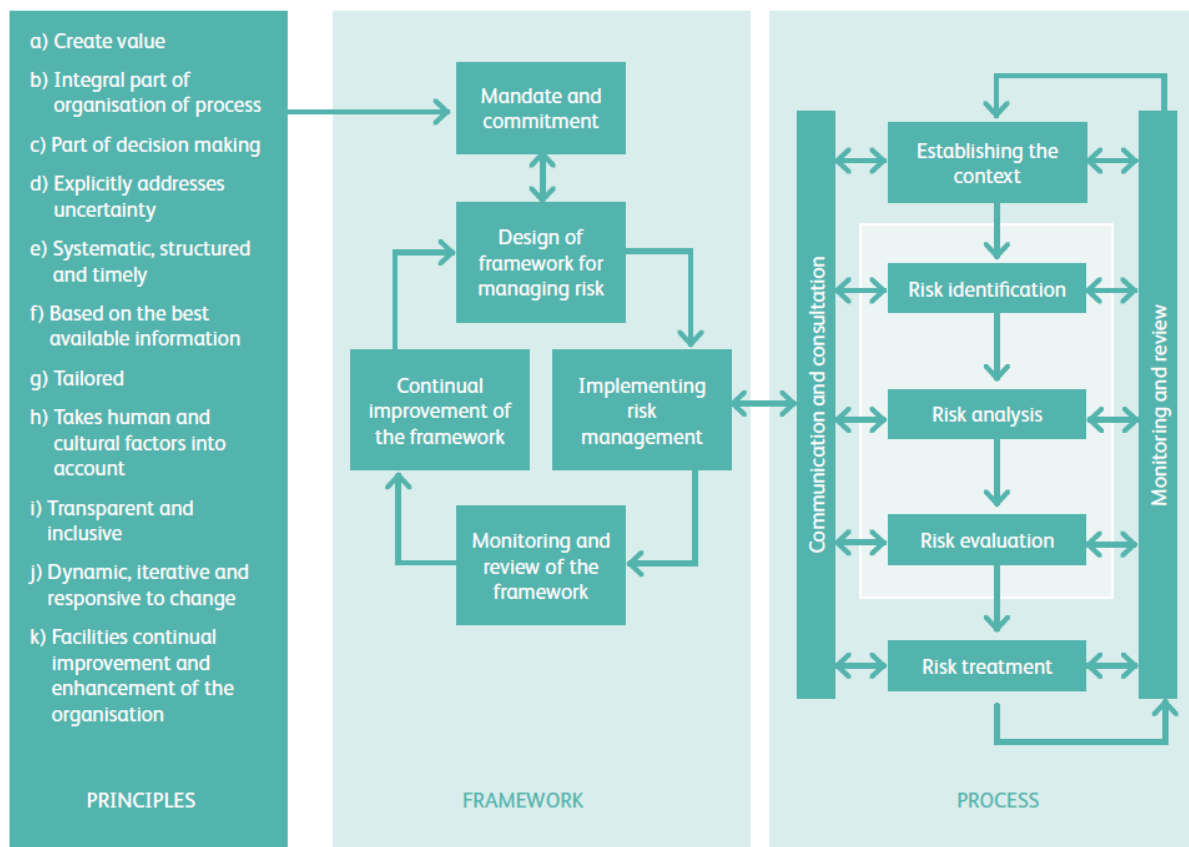 a) Create value
b) Integral part of
organisation of process
c) Part of decision making
d) Explicitly addresses
uncertainty
e) Systematic, structured
and timely
f) Based on the best
available information
g) Tailored
h) Takes human and
cultural factors into
account
i) Transparent and
inclusive
j) Dynamic, iterative and
responsive to change
k) Facilities continual
improvement and
enhancement of the
organisation
PRINCIPLES
Mandate and
commitment
Design of
framework for
managing risk
Continual
improvement of
the framework
Implementing
risk
management
Monitoring and
review of the
framework
FRAMEWORK
Communication and consultation
Establishing the
context
Risk identification
Risk analysis
Risk evaluation
Risk treatment
Monitoring and review
PROCESS